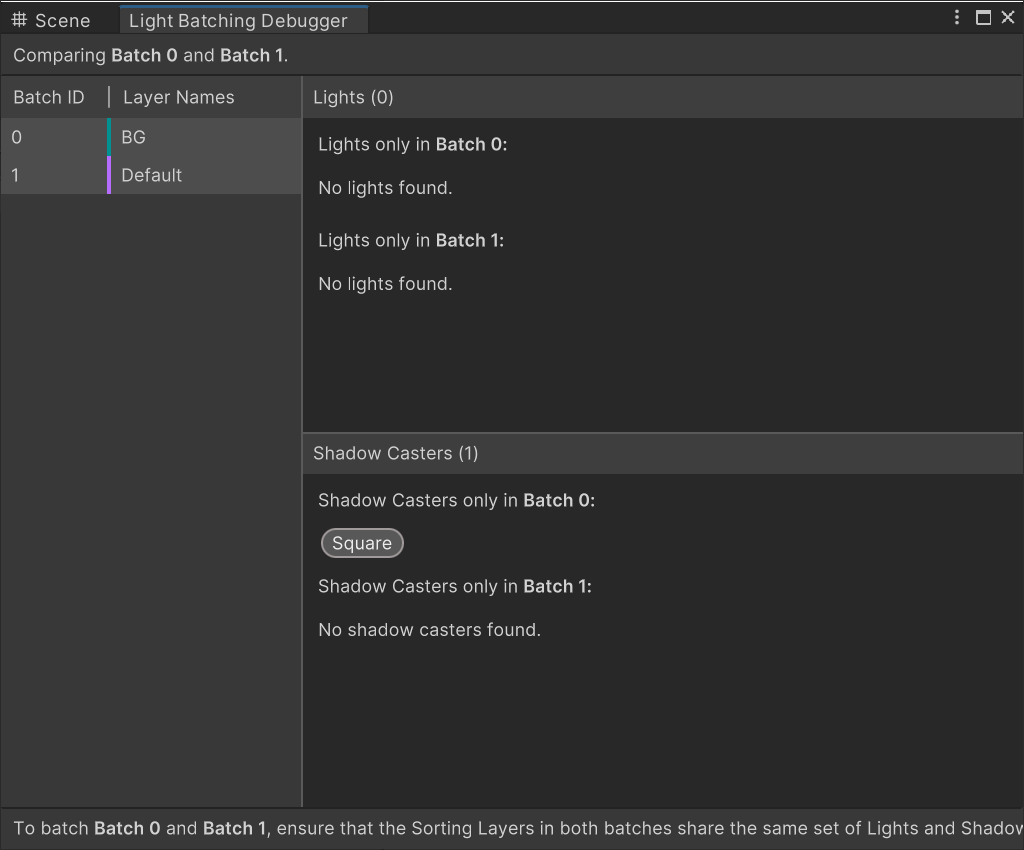 Scene
Light Batching Debugger
Comparing Batch 0 and Batch 1.
Batch ID | Layer Names
0 BG
1 Default
Lights (0)
Lights only in Batch 0:
No lights found.
Lights only in Batch 1:
No lights found.
Shadow Casters (1)
Shadow Casters only in Batch 0:
Square
Shadow Casters only in Batch 1:
No shadow casters found.
To batch Batch 0 and Batch 1, ensure that the Sorting Layers in both batches share the same set of Lights and